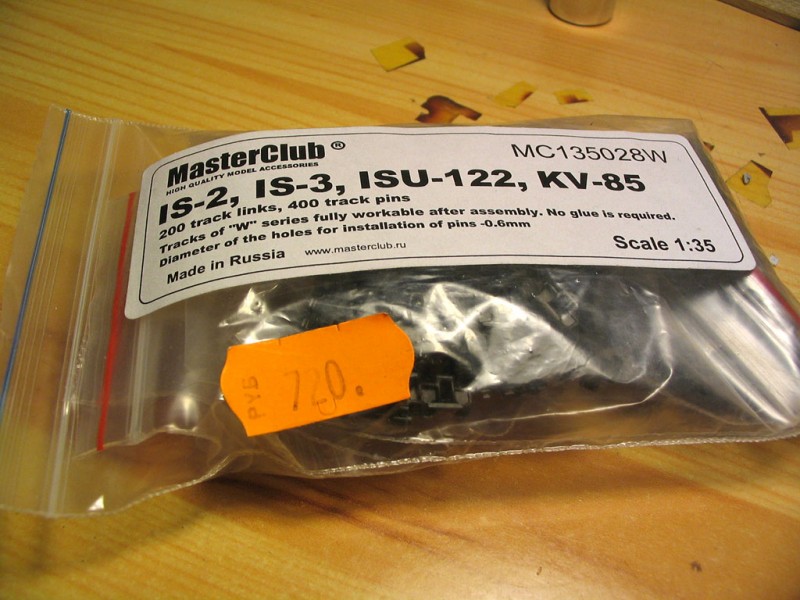 MasterClub ®
HIGH QUALITY MODEL ACCESSORIES
MC135028W
IS-2, IS-3, ISU-122, KV-85
200 track links, 400 track pins
Tracks of "W" series fully workable after assembly. No glue is required.
Diameter of the holes for installation of pins -0.6mm
Made in Russia www.masterclub.ru
Scale 1:35
РУБ
720.